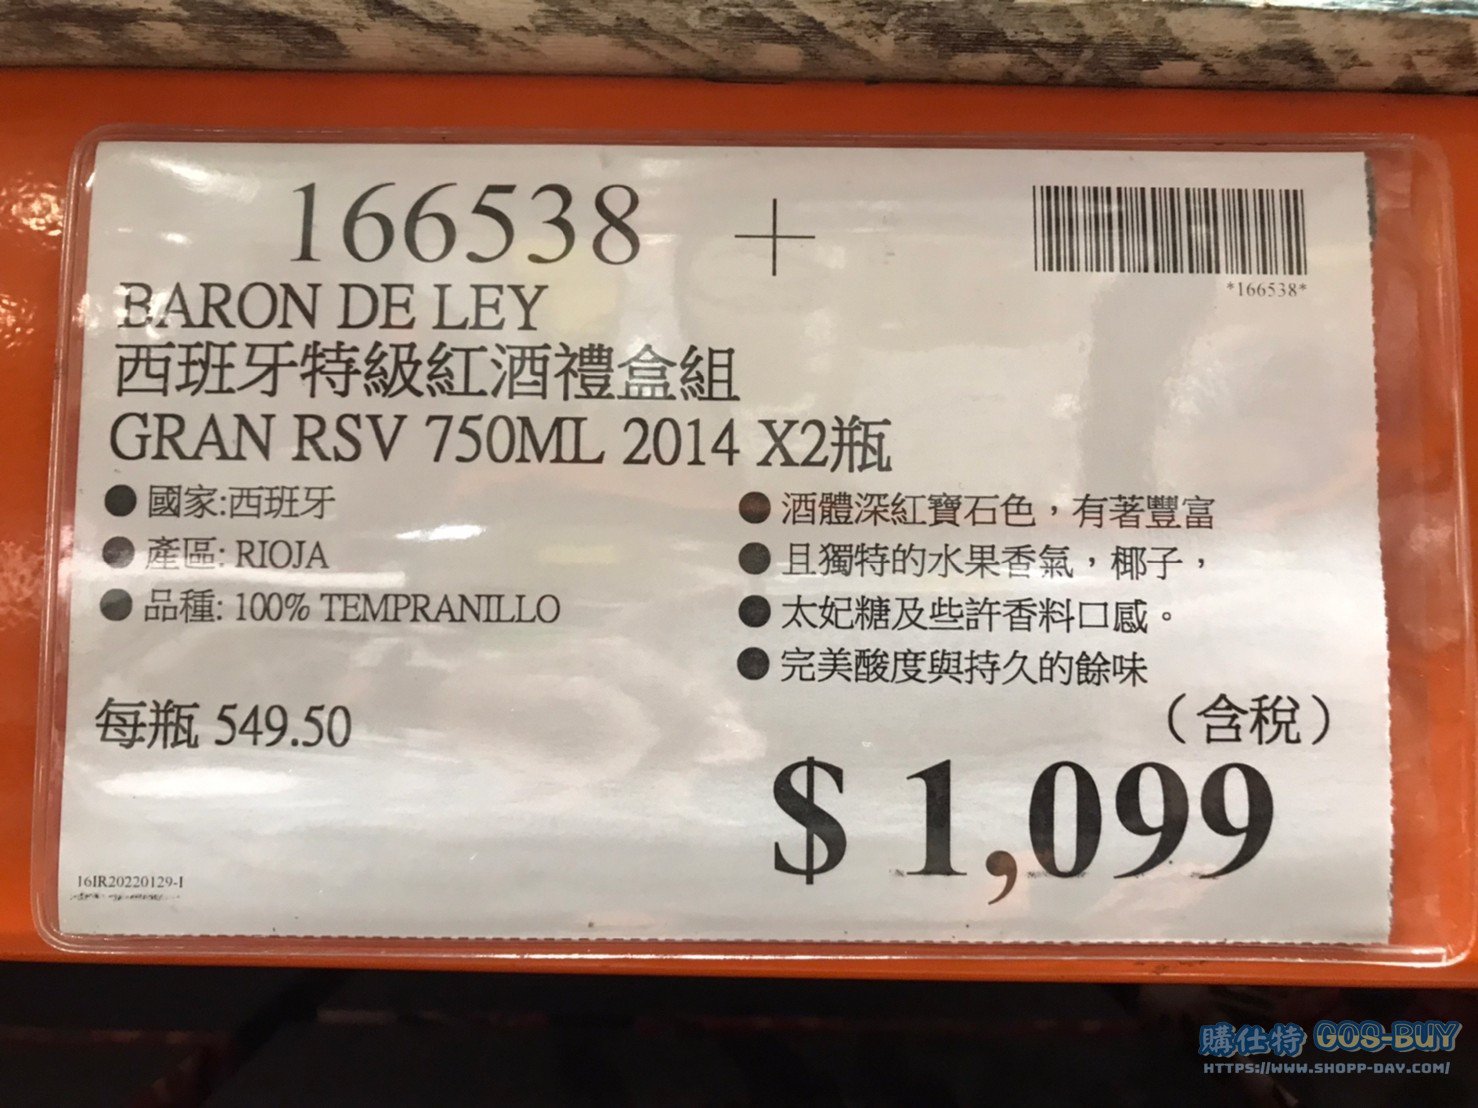 166538 +
*166538*
BARON DE LEY
西班牙特級紅酒禮盒組
GRAN RSV 750ML 2014 X2瓶
● 國家:西班牙
● 產區: RIOJA
● 品種: 100% TEMPRANILLO
● 酒體深紅寶石色，有著豐富
● 且獨特的水果香氣，椰子，
● 太妃糖及些許香料口感。
● 完美酸度與持久的餘味
每瓶 549.50
（含稅）
$ 1,099
16IR20220129-I
購仕特 GOS-BUY
HTTPS://WWW.SHOPP-DAY.COM/